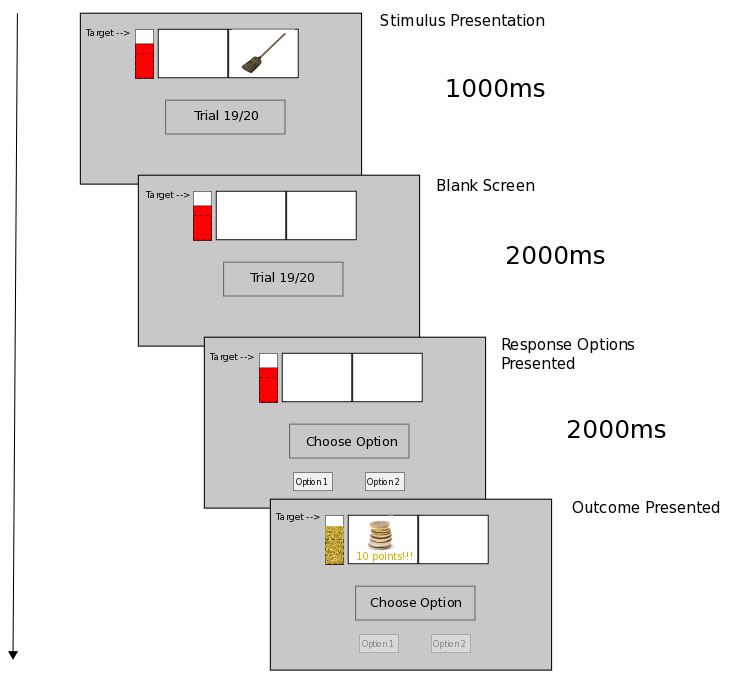 Stimulus Presentation
Target -->
1000ms
Trial 19/20
Blank Screen
Target -->
2000ms
Trial 19/20
Response Options
Presented
Target -->
2000ms
Choose Option
Option 1
Option 2
Outcome Presented
Target -->
10 points!!!
Choose Option
Option 1
Option 2